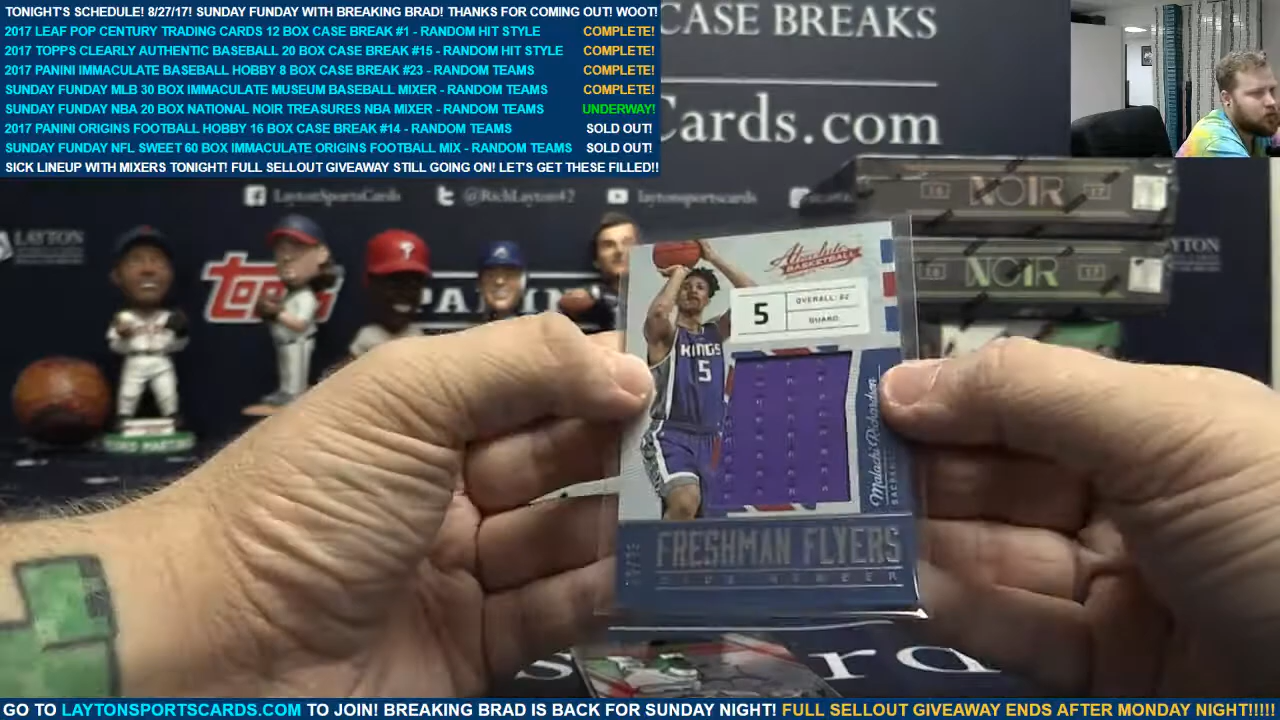 TONIGHT'S SCHEDULE! 8/27/17! SUNDAY FUNDAY WITH BREAKING BRAD! THANKS FOR COMING OUT! WOOT!
2017 LEAF POP CENTURY TRADING CARDS 12 BOX CASE BREAK #1 - RANDOM HIT STYLE COMPLETE!
2017 TOPPS CLEARLY AUTHENTIC BASEBALL 20 BOX CASE BREAK #15 - RANDOM HIT STYLE COMPLETE!
2017 PANINI IMMACULATE BASEBALL HOBBY 8 BOX CASE BREAK #23 - RANDOM TEAMS COMPLETE!
SUNDAY FUNDAY MLB 30 BOX IMMACULATE MUSEUM BASEBALL MIXER - RANDOM TEAMS COMPLETE!
SUNDAY FUNDAY NBA 20 BOX NATIONAL NOIR TREASURES NBA MIXER - RANDOM TEAMS UNDERWAY!
2017 PANINI ORIGINS FOOTBALL HOBBY 16 BOX CASE BREAK #14 - RANDOM TEAMS SOLD OUT!
SUNDAY FUNDAY NFL SWEET 60 BOX IMMACULATE ORIGINS FOOTBALL MIX - RANDOM TEAMS SOLD OUT!
SICK LINEUP WITH MIXERS TONIGHT! FULL SELLOUT GIVEAWAY STILL GOING ON! LET'S GET THESE FILLED!!
CASE BREAKS
Cards.com
16 NOIR 17
LaytonSportsCards @RichLayton42 laytonsportscards
LAYTON
NOIR 17
topps
PANINI
Absolute
BASKETBALL
5
GUARD
KINGS
5
Malachi Richardson
FRESHMAN FLYERS
GO TO LAYTONSPORTSCARDS.COM TO JOIN! BREAKING BRAD IS BACK FOR SUNDAY NIGHT! FULL SELLOUT GIVEAWAY ENDS AFTER MONDAY NIGHT!!!!!